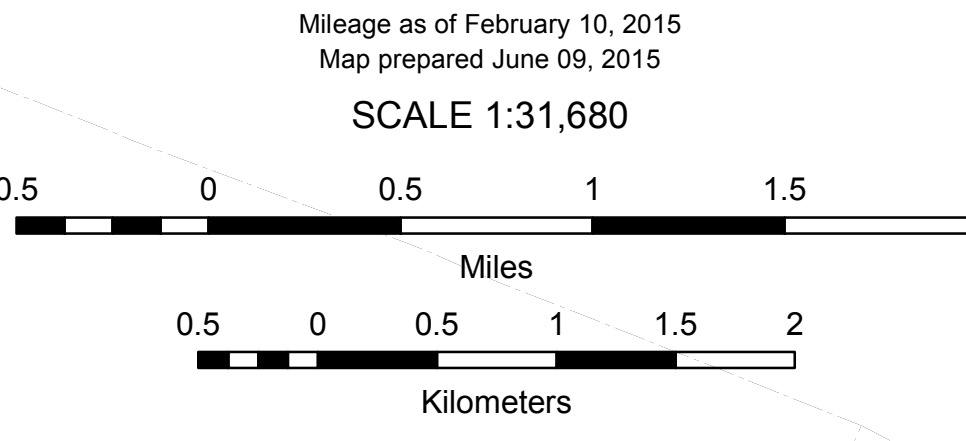 Mileage as of February 10, 2015
Map prepared June 09, 2015
SCALE 1:31,680
0.5 0 0.5 1 1.5
Miles
0.5 0 0.5 1 1.5 2
Kilometers